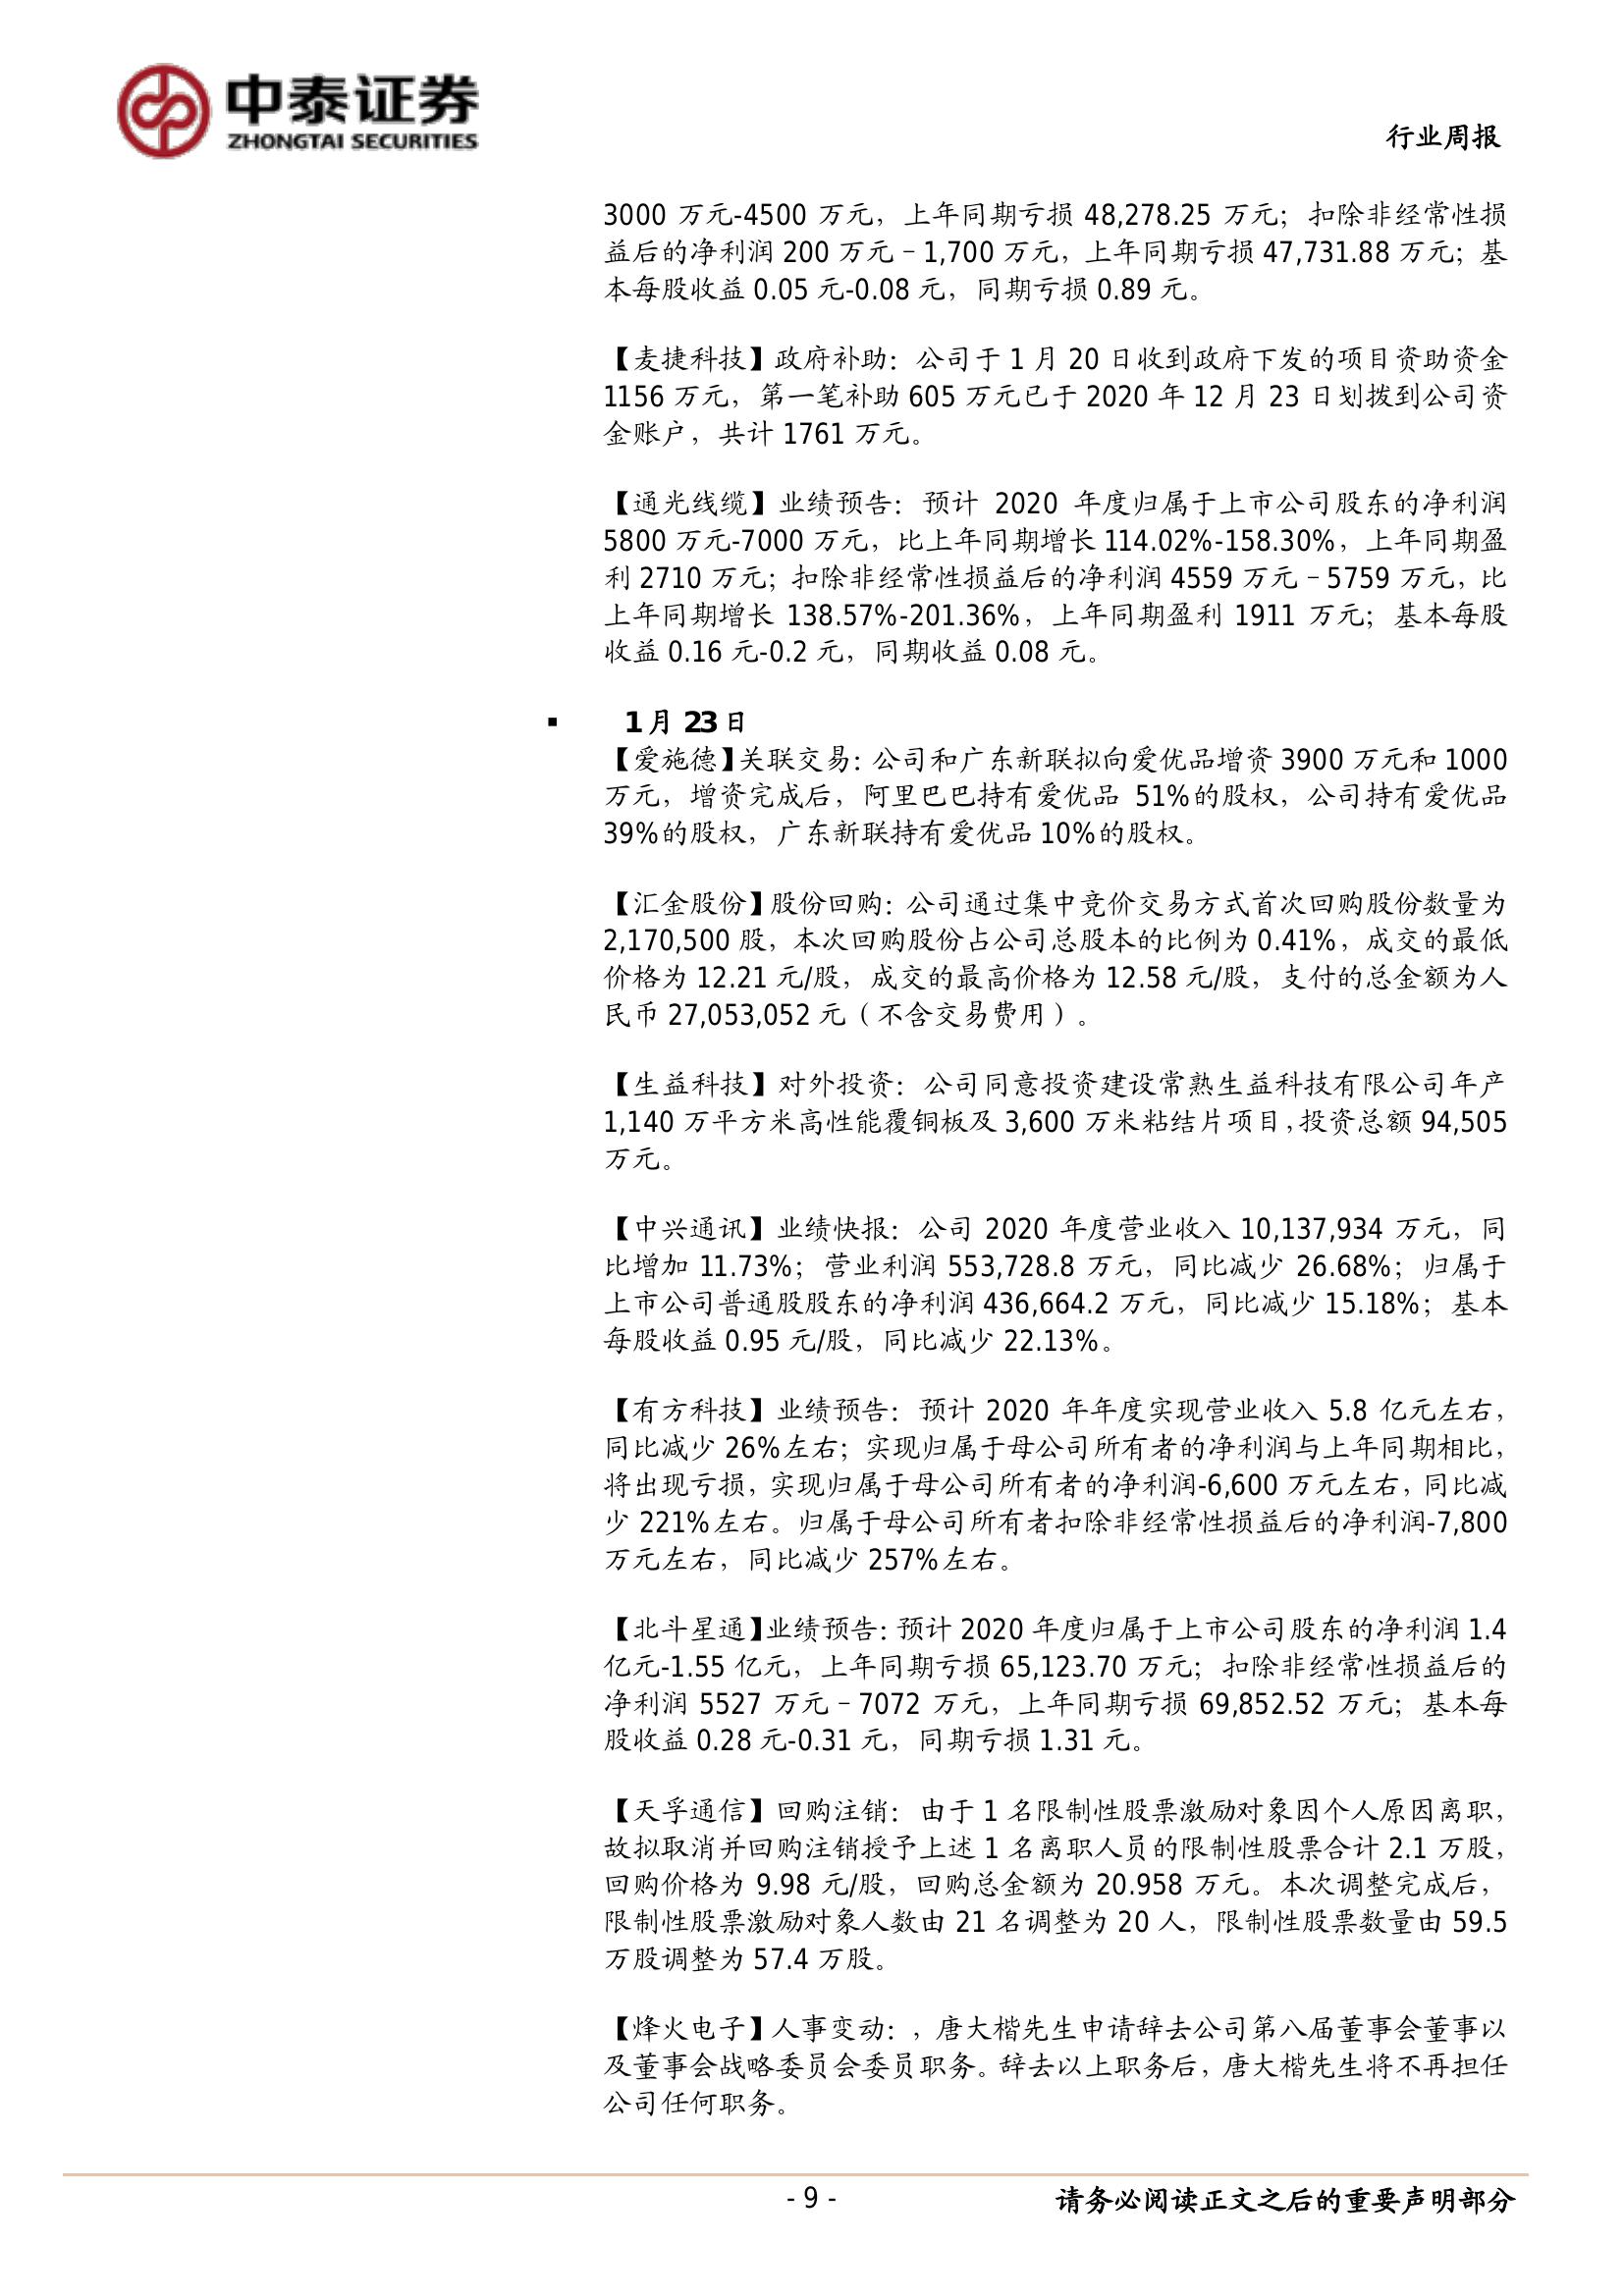 中泰证券
ZHONGTAI SECURITIES
行业周报
3000 万元-4500 万元，上年同期亏损 48,278.25 万元；扣除非经常性损
益后的净利润 200 万元–1,700 万元，上年同期亏损 47,731.88 万元；基
本每股收益 0.05 元-0.08 元，同期亏损 0.89 元。
【麦捷科技】政府补助：公司于 1 月 20 日收到政府下发的项目资助资金
1156 万元，第一笔补助 605 万元已于 2020 年 12 月 23 日划拨到公司资
金账户，共计 1761 万元。
【通光线缆】业绩预告：预计 2020 年度归属于上市公司股东的净利润
5800 万元-7000 万元，比上年同期增长 114.02%-158.30%，上年同期盈
利 2710 万元；扣除非经常性损益后的净利润 4559 万元–5759 万元，比
上年同期增长 138.57%-201.36%，上年同期盈利 1911 万元；基本每股
收益 0.16 元-0.2 元，同期收益 0.08 元。
▪ 1 月 23 日
【爱施德】关联交易：公司和广东新联拟向爱优品增资 3900 万元和 1000
万元，增资完成后，阿里巴巴持有爱优品 51%的股权，公司持有爱优品
39%的股权，广东新联持有爱优品 10%的股权。
【汇金股份】股份回购：公司通过集中竞价交易方式首次回购股份数量为
2,170,500 股，本次回购股份占公司总股本的比例为 0.41%，成交的最低
价格为 12.21 元/股，成交的最高价格为 12.58 元/股，支付的总金额为人
民币 27,053,052 元（不含交易费用）。
【生益科技】对外投资：公司同意投资建设常熟生益科技有限公司年产
1,140 万平方米高性能覆铜板及 3,600 万米粘结片项目，投资总额 94,505
万元。
【中兴通讯】业绩快报：公司 2020 年度营业收入 10,137,934 万元，同
比增加 11.73%；营业利润 553,728.8 万元，同比减少 26.68%；归属于
上市公司普通股股东的净利润 436,664.2 万元，同比减少 15.18%；基本
每股收益 0.95 元/股，同比减少 22.13%。
【有方科技】业绩预告：预计 2020 年年度实现营业收入 5.8 亿元左右，
同比减少 26%左右；实现归属于母公司所有者的净利润与上年同期相比，
将出现亏损，实现归属于母公司所有者的净利润-6,600 万元左右，同比减
少 221%左右。归属于母公司所有者扣除非经常性损益后的净利润-7,800
万元左右，同比减少 257%左右。
【北斗星通】业绩预告：预计 2020 年度归属于上市公司股东的净利润 1.4
亿元-1.55 亿元，上年同期亏损 65,123.70 万元；扣除非经常性损益后的
净利润 5527 万元–7072 万元，上年同期亏损 69,852.52 万元；基本每
股收益 0.28 元-0.31 元，同期亏损 1.31 元。
【天孚通信】回购注销：由于 1 名限制性股票激励对象因个人原因离职，
故拟取消并回购注销授予上述 1 名离职人员的限制性股票合计 2.1 万股，
回购价格为 9.98 元/股，回购总金额为 20.958 万元。本次调整完成后，
限制性股票激励对象人数由 21 名调整为 20 人，限制性股票数量由 59.5
万股调整为 57.4 万股。
【烽火电子】人事变动：，唐大楷先生申请辞去公司第八届董事会董事以
及董事会战略委员会委员职务。辞去以上职务后，唐大楷先生将不再担任
公司任何职务。
- 9 -
请务必阅读正文之后的重要声明部分